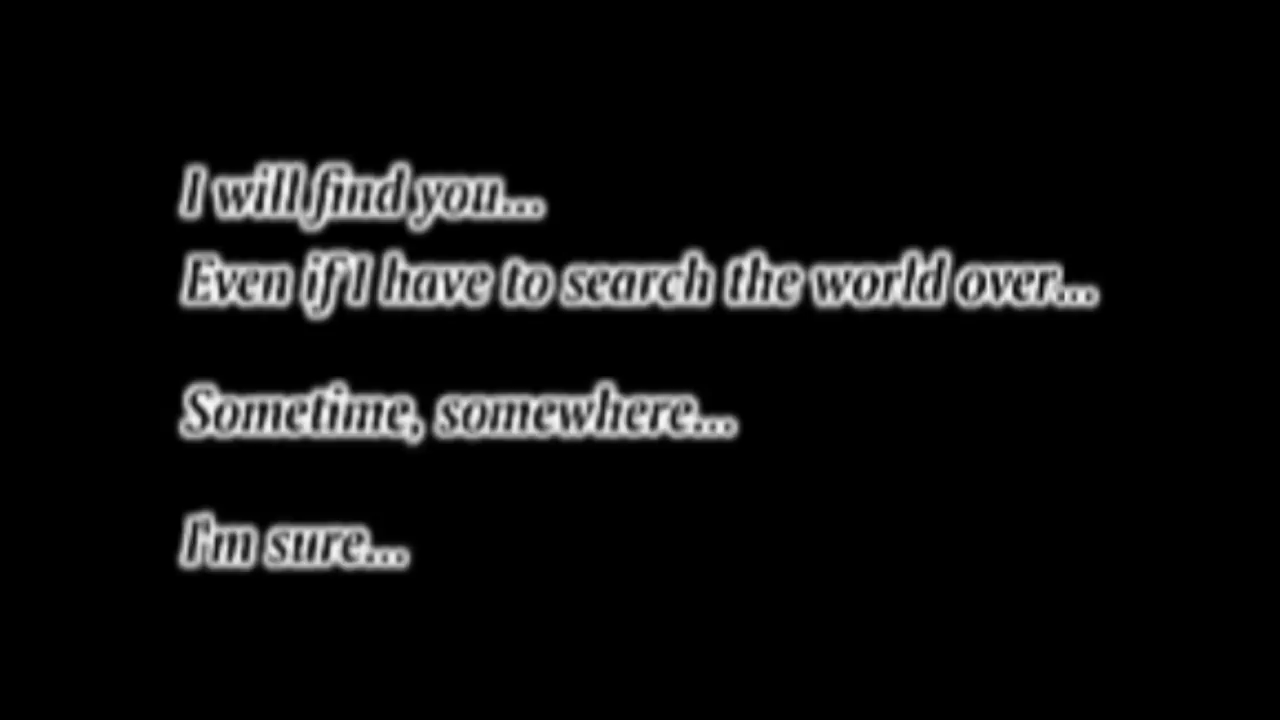 I will find you...
Even if I have to search the world over...
Sometime, somewhere...
I'm sure...